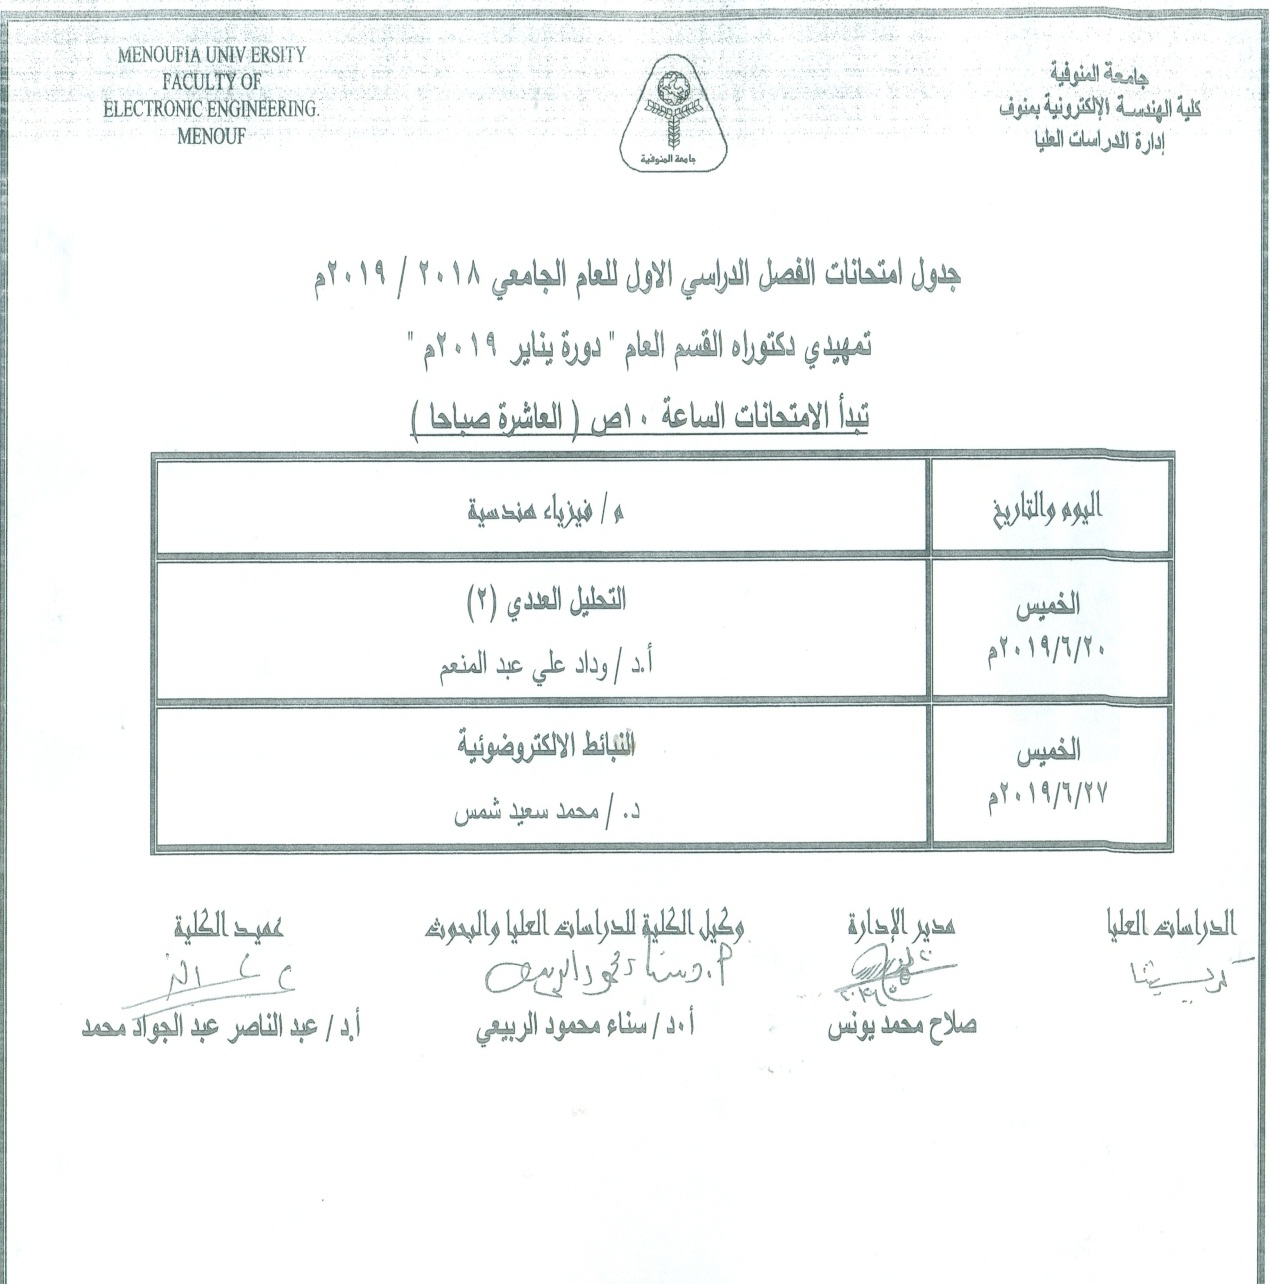 MENOUFIA UNIV ERSITY
FACULTY OF
ELECTRONIC ENGINEERING.
MENOUF
جامعة المنوفية
جامعة المنوفية
كلية الهندسة الإلكترونية بمنوف
إدارة الدراسات العليا
جدول امتحانات الفصل الدراسي الاول للعام الجامعي ٢٠١٨ / ٢٠١٩م
تمهيدي دكتوراه القسم العام " دورة يناير ٢٠١٩م "
تبدأ الامتحانات الساعة ١٠ص ( العاشرة صباحا )
اليوم والتاريخ
م/ فيزياء هندسية
الخميس
٢٠١٩/٦/٢٠م
التحليل العددي (٢)
أ.د / وداد علي عبد المنعم
الخميس
٢٠١٩/٦/٢٧م
النبائط الالكتروضوئية
د. / محمد سعيد شمس
الدراسات العليا
مدير الإدارة
وكيل الكلية للدراسات العليا والبحوث
عميد الكلية
صلاح محمد يونس
أ.د / سناء محمود الربيعي
أ.د / عبد الناصر عبد الجواد محمد